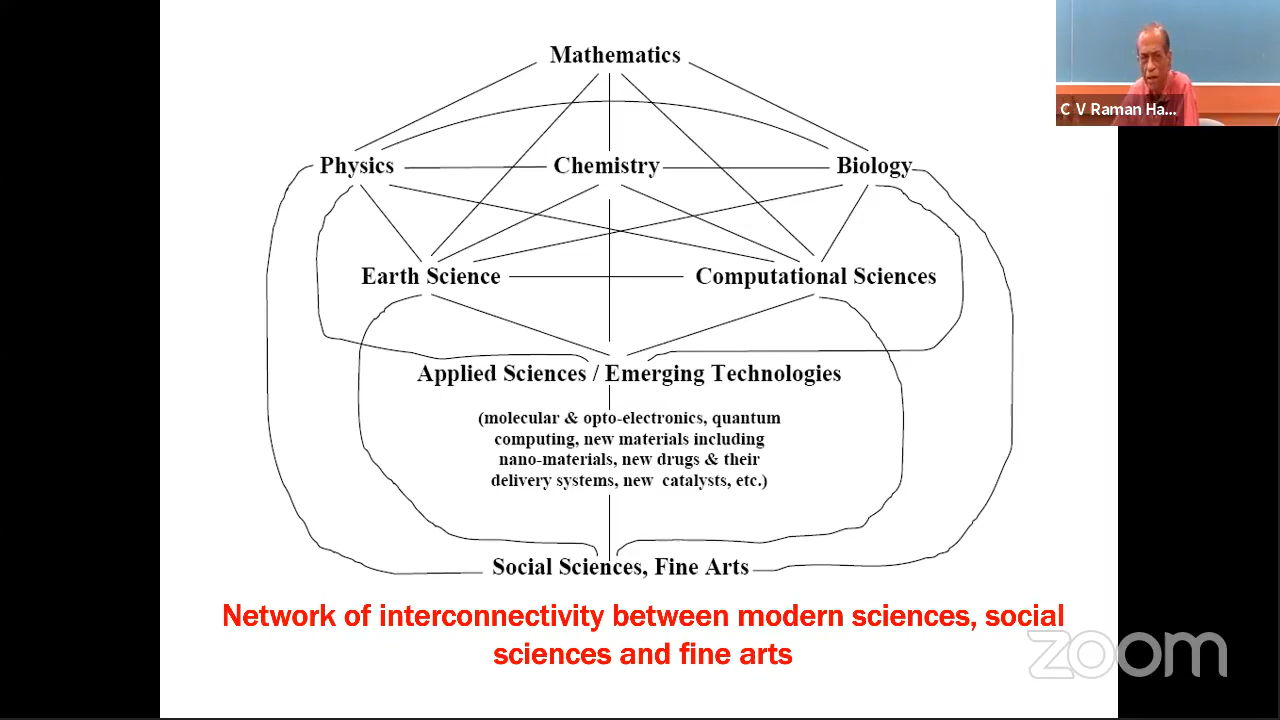 Mathematics
C V Raman Ha...
Physics
Chemistry
Biology
Earth Science
Computational Sciences
Applied Sciences / Emerging Technologies
(molecular & opto-electronics, quantum
computing, new materials including
nano-materials, new drugs & their
delivery systems, new catalysts, etc.)
Social Sciences, Fine Arts
Network of interconnectivity between modern sciences, social
sciences and fine arts
zoom